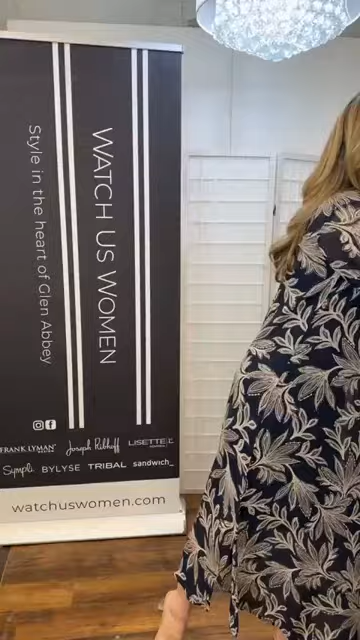 WATCH US WOMEN
Style in the heart of Glen Abbey
FRANK LYMAN Joseph Ribkoff LISETTE L
Sympli BYLYSE TRIBAL sandwich_
watchuswomen.com